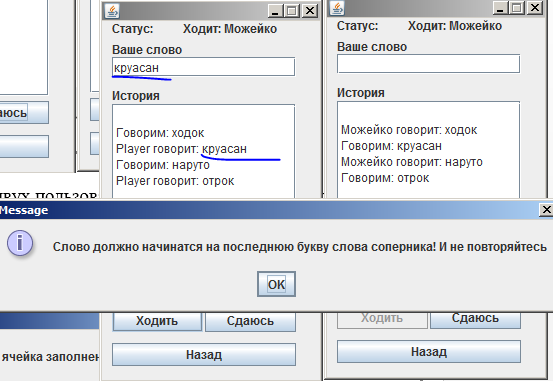 Статус: Ходит: Можейко
Ваше слово
круасан
История
Говорим: ходок
Player говорит: круасан
Говорим: наруто
Player говорит: отрок
Статус: Ходит: Можейко
Ваше слово
История
Можейко говорит: ходок
Говорим: круасан
Можейко говорит: наруто
Говорим: отрок
аюсь
Message
Слово должно начинатся на последнюю букву слова соперника! И не повторяйтесь
OK
Ходить Сдаюсь
Назад
Ходить Сдаюсь
Назад
ячейка заполнен